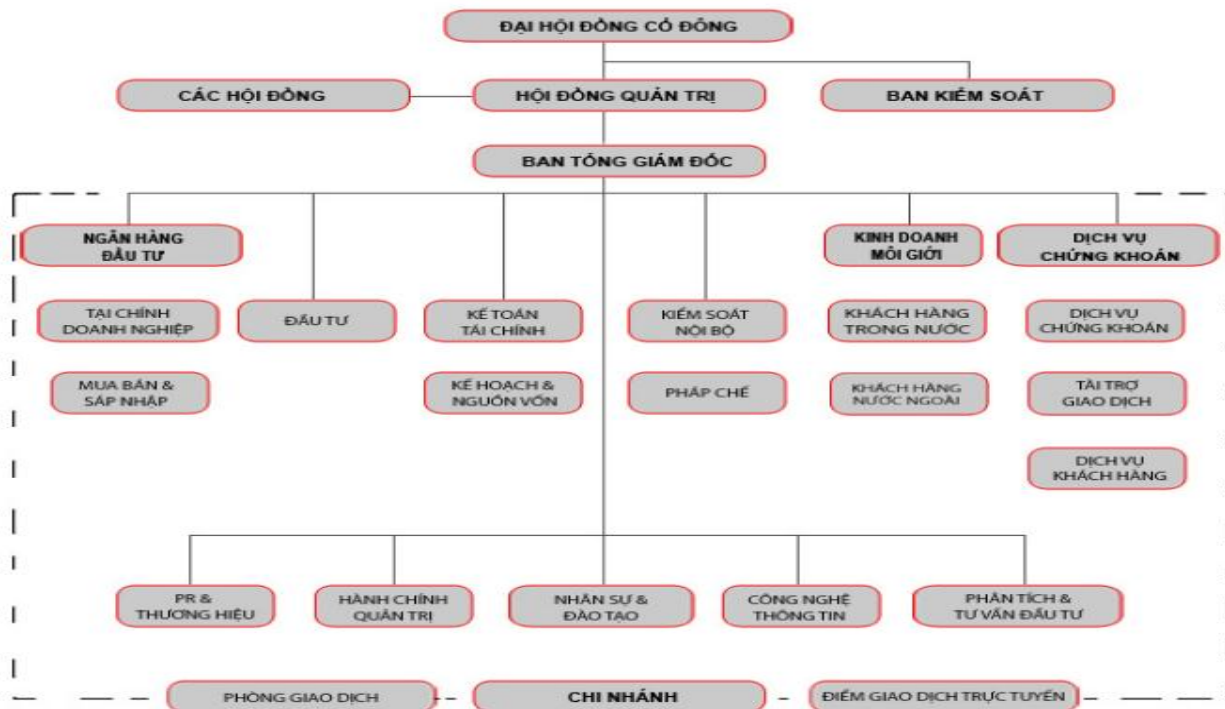 ĐẠI HỘI ĐỒNG CỔ ĐÔNG
CÁC HỘI ĐỒNG
HỘI ĐỒNG QUẢN TRỊ
BAN KIỂM SOÁT
BAN TỔNG GIÁM ĐỐC
NGÂN HÀNG
ĐẦU TƯ
KINH DOANH
MÔI GIỚI
DỊCH VỤ
CHỨNG KHOÁN
TẠI CHÍNH
DOANH NGHIỆP
ĐẦU TƯ
KẾ TOÁN
TÀI CHÍNH
KIỂM SOÁT
NỘI BỘ
KHÁCH HÀNG
TRONG NƯỚC
DỊCH VỤ
CHỨNG KHOÁN
MUA BÁN &
SÁP NHẬP
KẾ HOẠCH &
NGUỒN VỐN
PHÁP CHẾ
KHÁCH HÀNG
NƯỚC NGOÀI
TÀI TRỢ
GIAO DỊCH
DỊCH VỤ
KHÁCH HÀNG
PR &
THƯƠNG HIỆU
HÀNH CHÍNH
QUẢN TRỊ
NHÂN SỰ &
ĐÀO TẠO
CÔNG NGHỆ
THÔNG TIN
PHÂN TÍCH &
TƯ VẤN ĐẦU TƯ
PHÒNG GIAO DỊCH
CHI NHÁNH
ĐIỂM GIAO DỊCH TRỰC TUYẾN